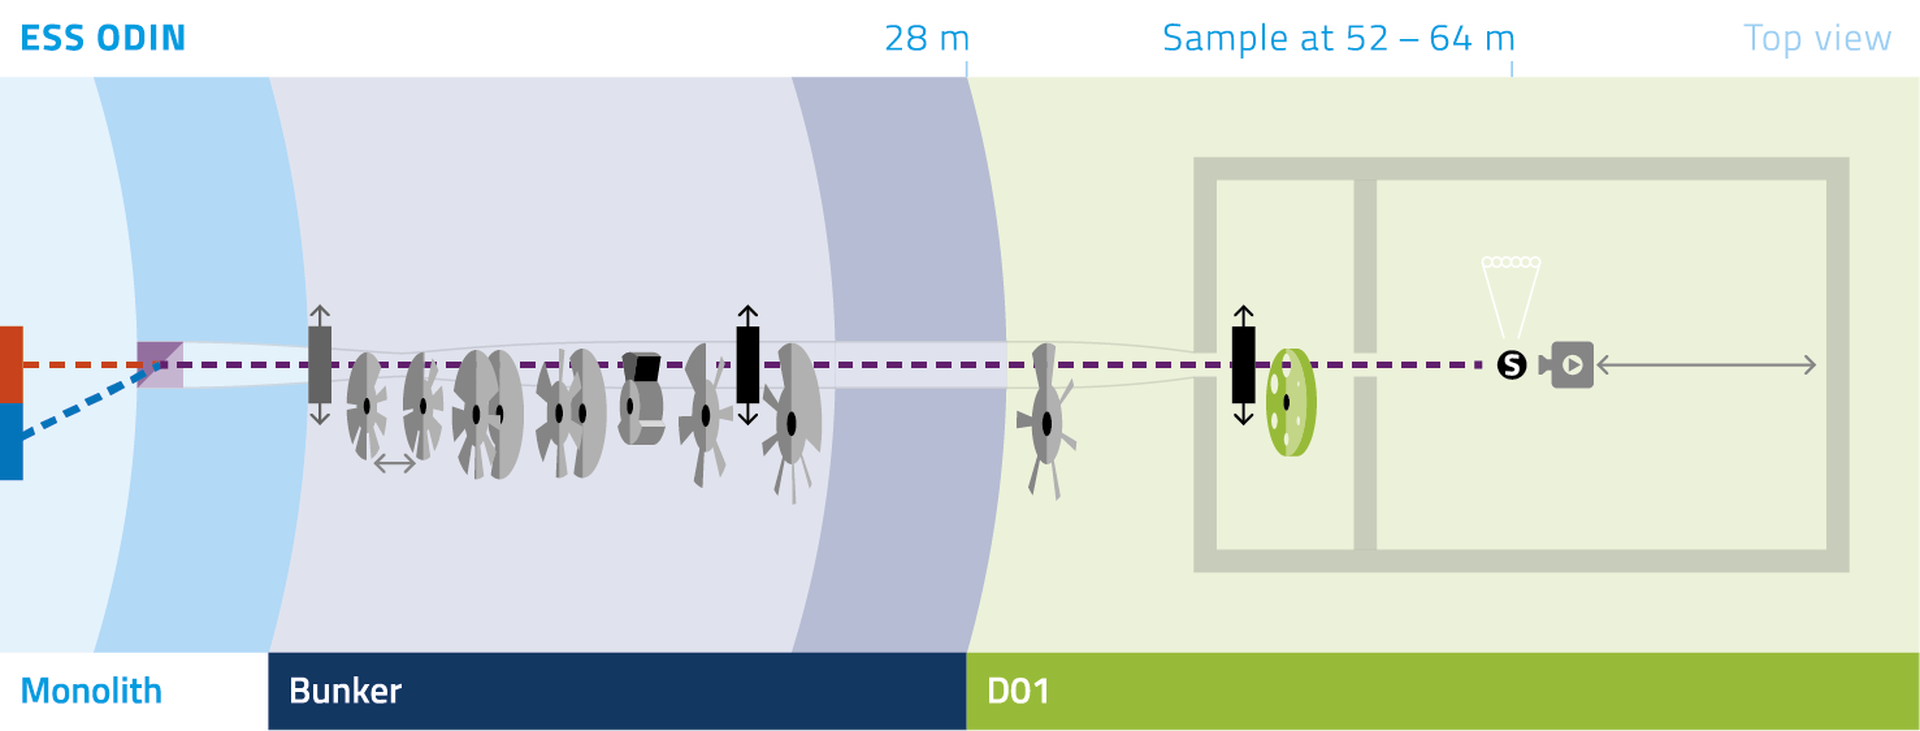 ESS ODIN
28 m
Sample at 52 – 64 m
Top view
S
Monolith
Bunker
D01